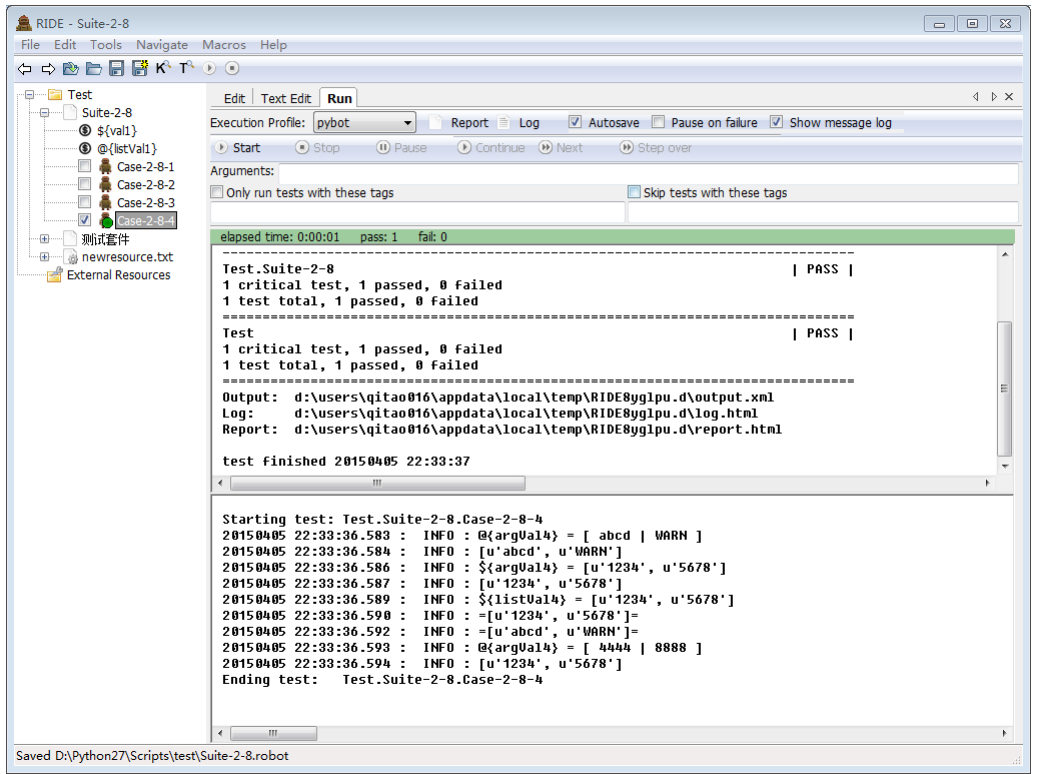 RIDE - Suite-2-8
File Edit Tools Navigate Macros Help
Test
Suite-2-8
${val1}
@{listVal1}
Case-2-8-1
Case-2-8-2
Case-2-8-3
Case-2-8-4
测试套件
newresource.txt
External Resources
Edit Text Edit Run
Execution Profile: pybot Report Log Autosave Pause on failure Show message log
Start Stop Pause Continue Next Step over
Arguments:
Only run tests with these tags Skip tests with these tags
elapsed time: 0:00:01 pass: 1 fail: 0
------------------------------------------------------------------------------
Test.Suite-2-8 | PASS |
1 critical test, 1 passed, 0 failed
1 test total, 1 passed, 0 failed
==============================================================================
Test | PASS |
1 critical test, 1 passed, 0 failed
1 test total, 1 passed, 0 failed
==============================================================================
Output: d:\users\qitao016\appdata\local\temp\RIDE8yglpu.d\output.xml
Log: d:\users\qitao016\appdata\local\temp\RIDE8yglpu.d\log.html
Report: d:\users\qitao016\appdata\local\temp\RIDE8yglpu.d\report.html
test finished 20150405 22:33:37
Starting test: Test.Suite-2-8.Case-2-8-4
20150405 22:33:36.583 : INFO : @{argVal4} = [ abcd | WARN ]
20150405 22:33:36.584 : INFO : [u'abcd', u'WARN']
20150405 22:33:36.586 : INFO : ${argVal4} = [u'1234', u'5678']
20150405 22:33:36.587 : INFO : [u'1234', u'5678']
20150405 22:33:36.589 : INFO : ${listVal4} = [u'1234', u'5678']
20150405 22:33:36.590 : INFO : =[u'1234', u'5678']=
20150405 22:33:36.592 : INFO : =[u'abcd', u'WARN']=
20150405 22:33:36.593 : INFO : @{argVal4} = [ 4444 | 8888 ]
20150405 22:33:36.594 : INFO : [u'1234', u'5678']
Ending test: Test.Suite-2-8.Case-2-8-4
Saved D:\Python27\Scripts\test\Suite-2-8.robot